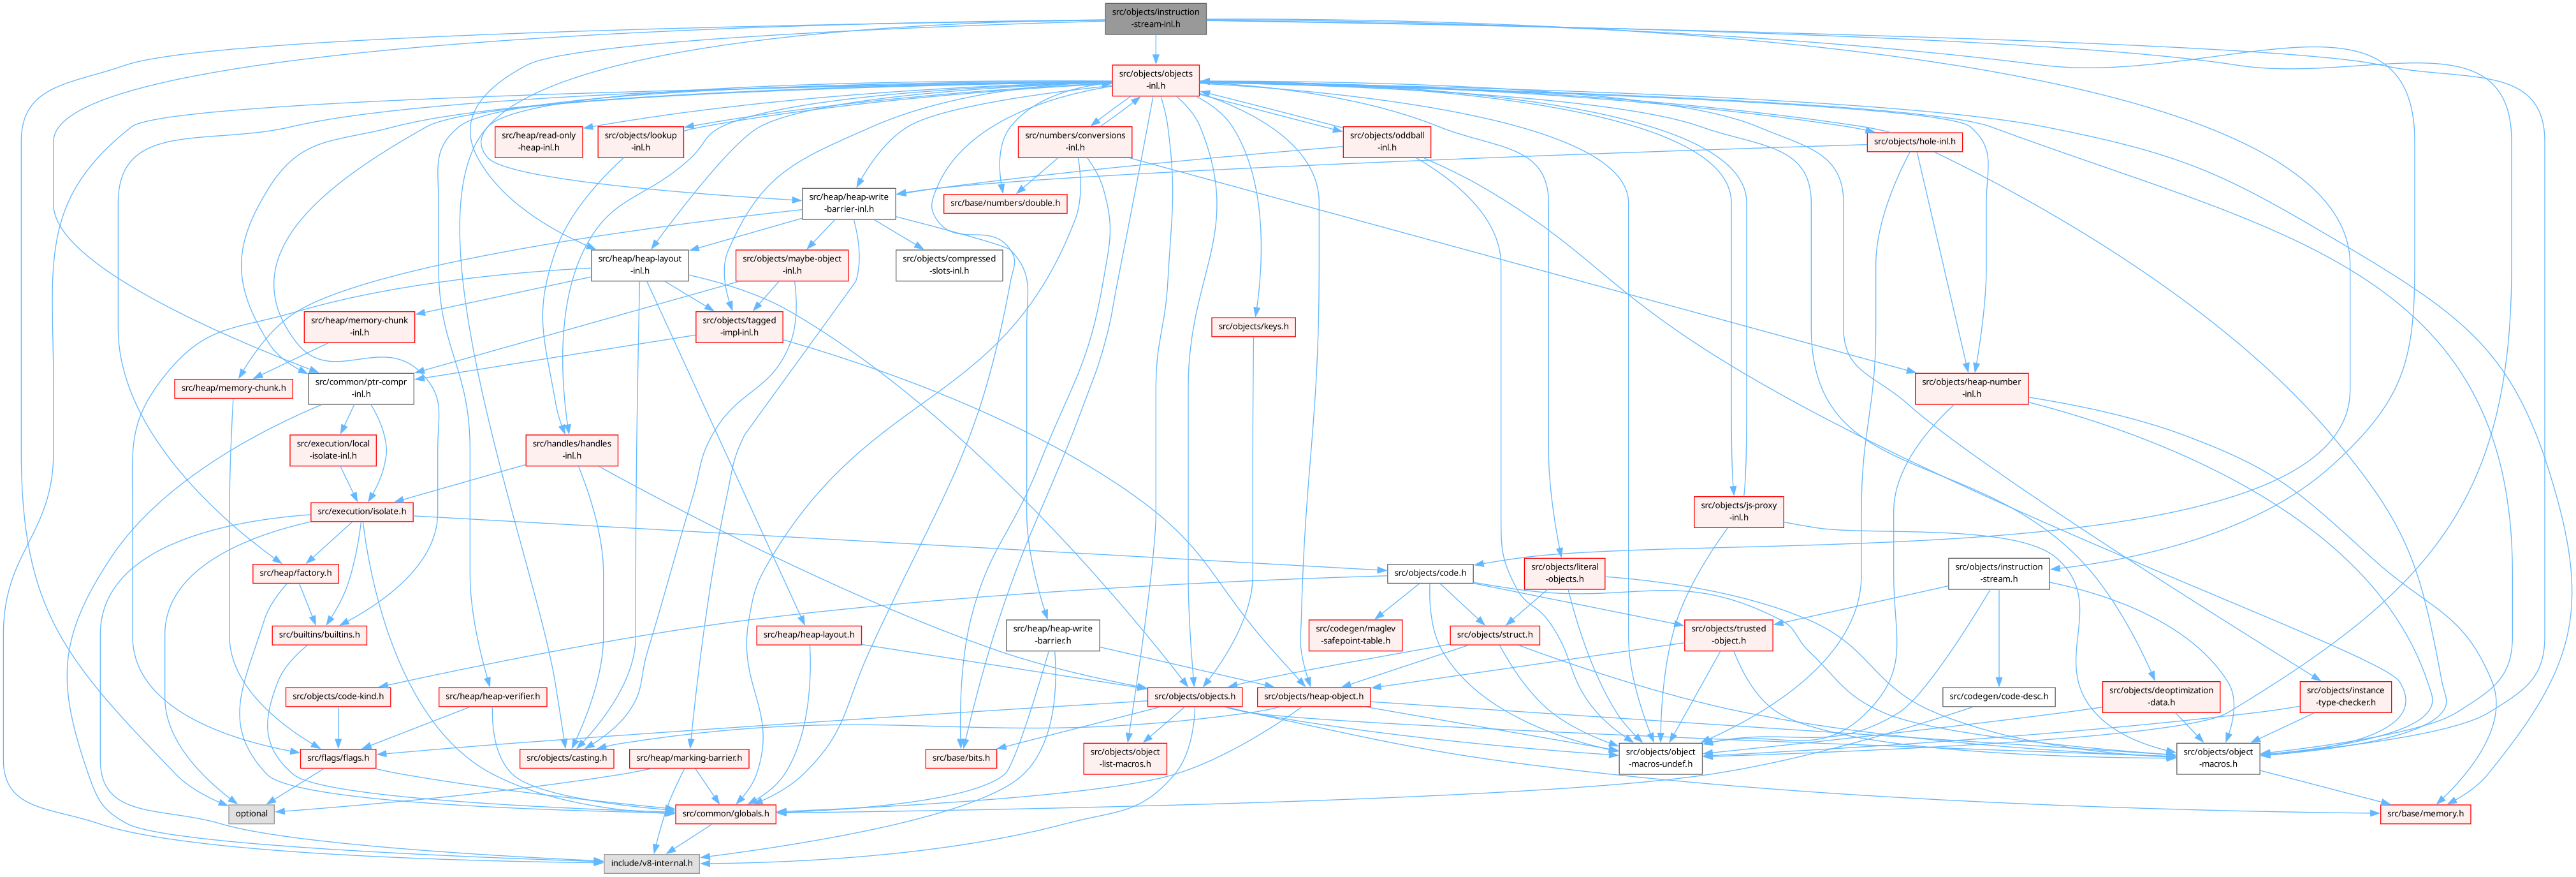 src/objects/instruction
-stream-inl.h
src/objects/objects
-inl.h
src/heap/read-only
-heap-inl.h
src/objects/lookup
-inl.h
src/numbers/conversions
-inl.h
src/objects/oddball
-inl.h
src/objects/hole-inl.h
src/heap/heap-write
-barrier-inl.h
src/base/numbers/double.h
src/heap/heap-layout
-inl.h
src/objects/maybe-object
-inl.h
src/objects/compressed
-slots-inl.h
src/heap/memory-chunk
-inl.h
src/objects/tagged
-impl-inl.h
src/objects/keys.h
src/heap/memory-chunk.h
src/common/ptr-compr
-inl.h
src/objects/heap-number
-inl.h
src/execution/local
-isolate-inl.h
src/handles/handles
-inl.h
src/execution/isolate.h
src/objects/js-proxy
-inl.h
src/heap/factory.h
src/objects/code.h
src/objects/literal
-objects.h
src/objects/instruction
-stream.h
src/builtins/builtins.h
src/heap/heap-layout.h
src/heap/heap-write
-barrier.h
src/codegen/maglev
-safepoint-table.h
src/objects/struct.h
src/objects/trusted
-object.h
src/objects/code-kind.h
src/heap/heap-verifier.h
src/objects/objects.h
src/objects/heap-object.h
src/codegen/code-desc.h
src/objects/deoptimization
-data.h
src/objects/instance
-type-checker.h
src/flags/flags.h
src/objects/casting.h
src/heap/marking-barrier.h
src/base/bits.h
src/objects/object
-list-macros.h
src/objects/object
-macros-undef.h
src/objects/object
-macros.h
optional
src/common/globals.h
src/base/memory.h
include/v8-internal.h